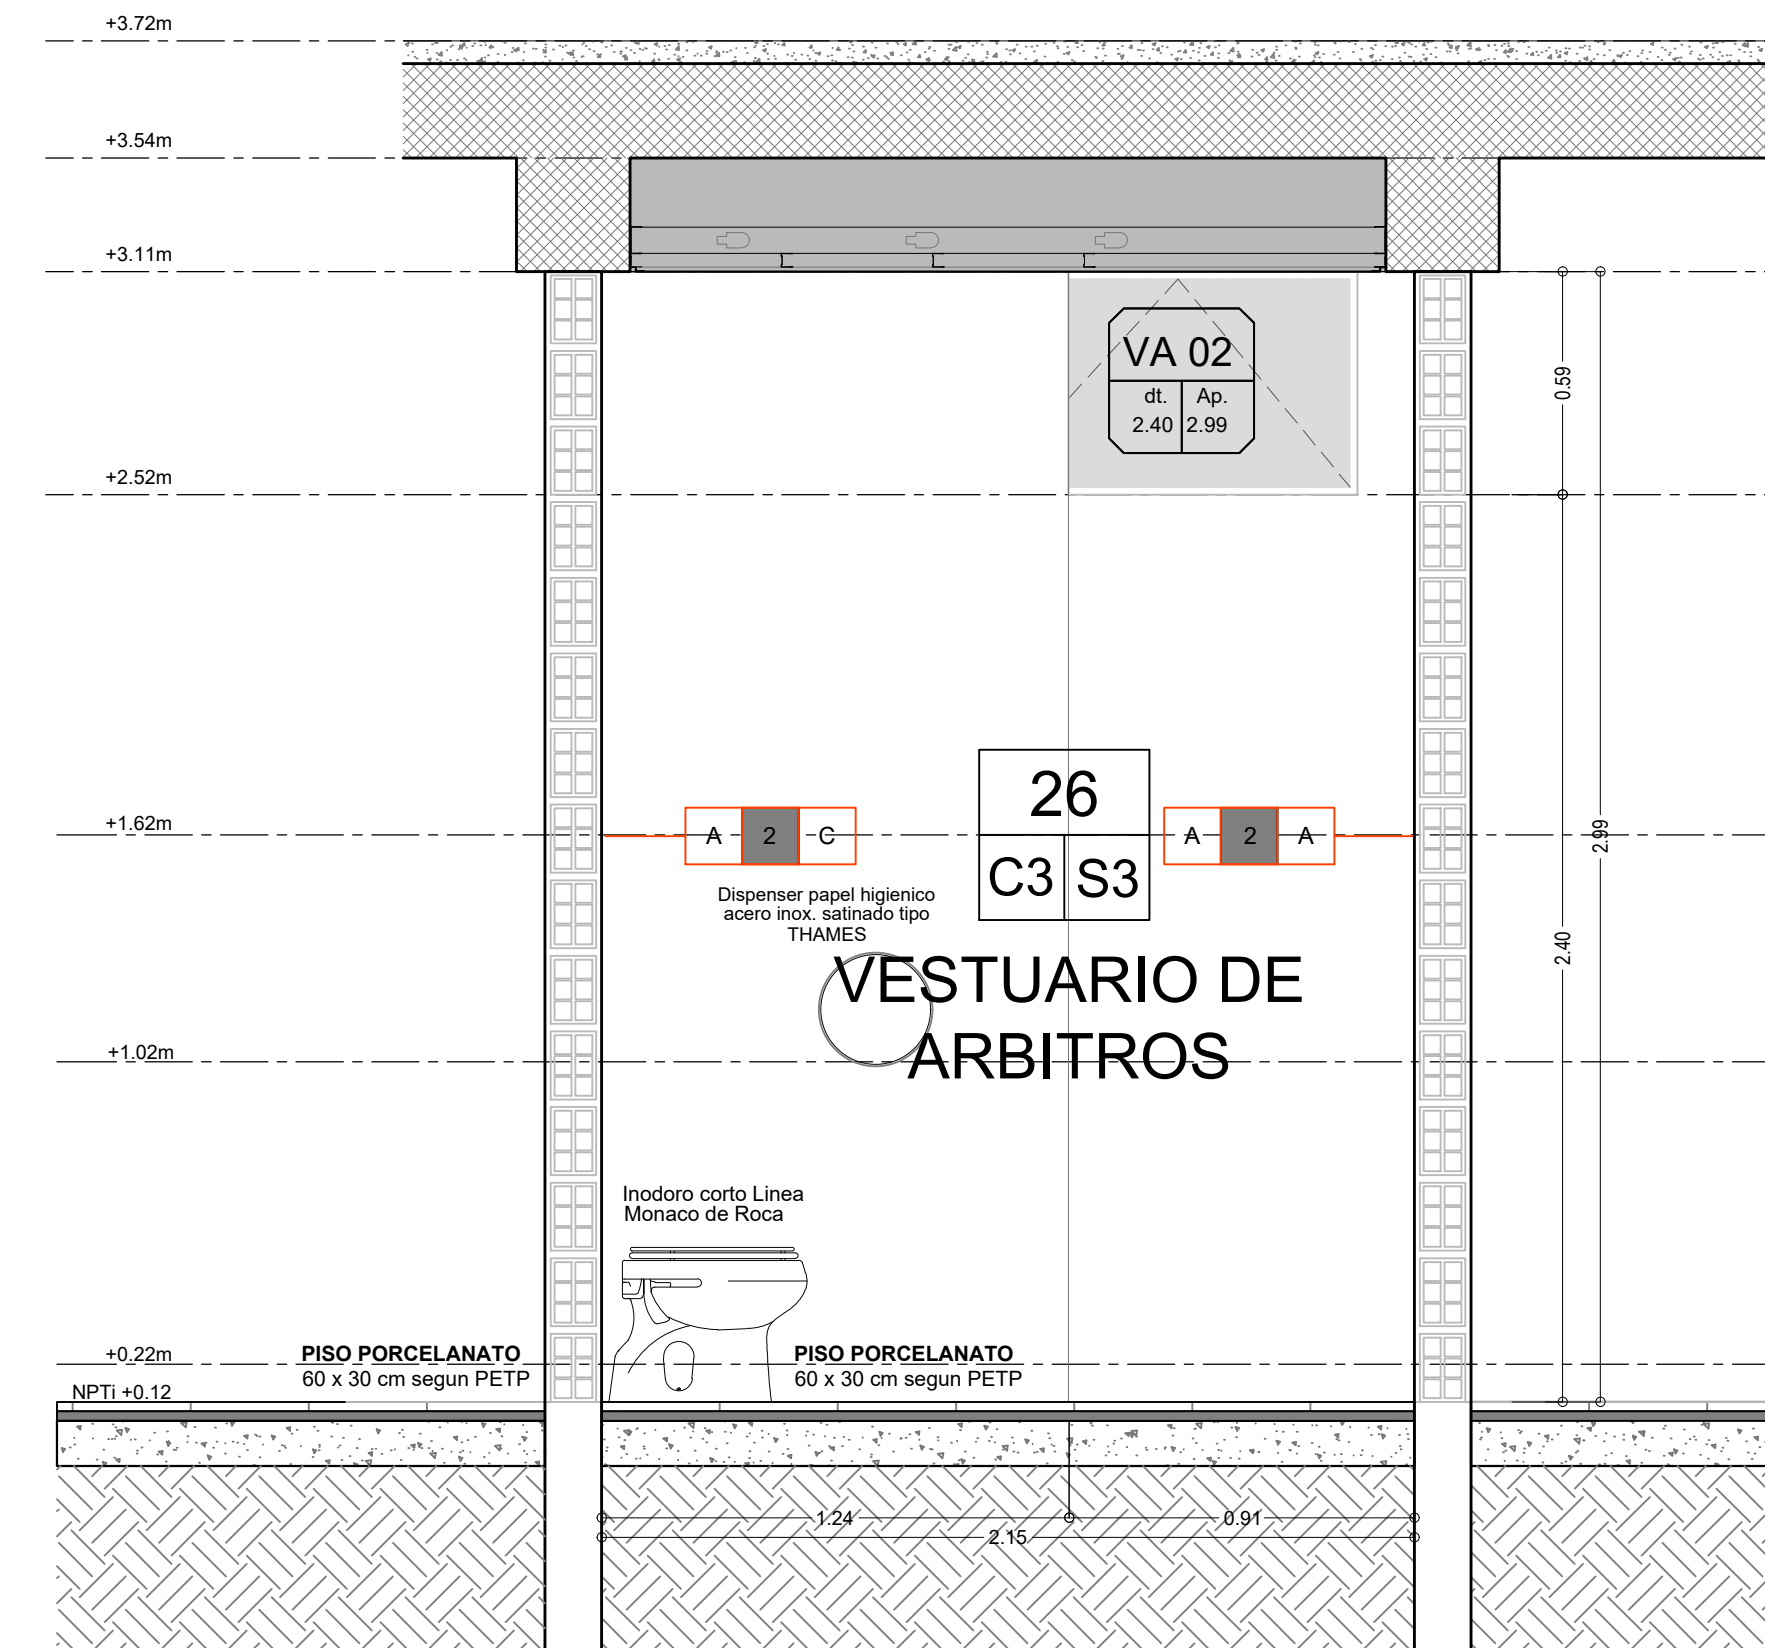 +3.72m
+3.54m
+3.11m
VA 02
dt.
Ap.
2.40
2.99
0.59
+2.52m
26
+1.62m
A 2 C
A 2 A
2.99
C3
S3
Dispenser papel higienico
acero inox. satinado tipo
THAMES
2.40
VESTUARIO DE
ARBITROS
+1.02m
Inodoro corto Linea
Monaco de Roca
+0.22m
PISO PORCELANATO
60 x 30 cm segun PETP
PISO PORCELANATO
60 x 30 cm segun PETP
NPTi +0.12
1.24
0.91
2.15